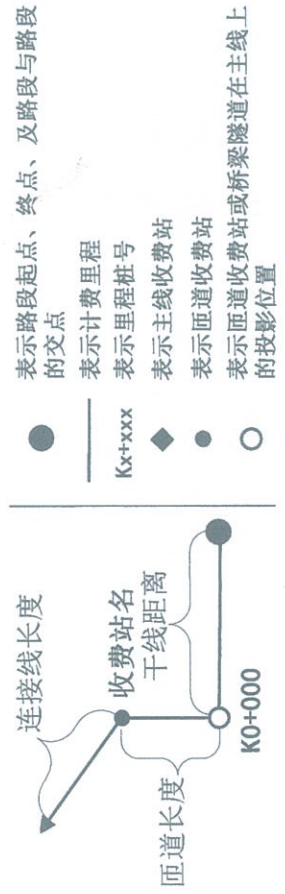 连接线长度
收费站名
干线距离
匝道长度
K0+000
表示路段起点、终点、及路段与路段
的交点
表示计费里程
Kx+xxx 表示里程桩号
表示主线收费站
表示匝道收费站
表示匝道收费站或桥梁隧道在主线上
的投影位置